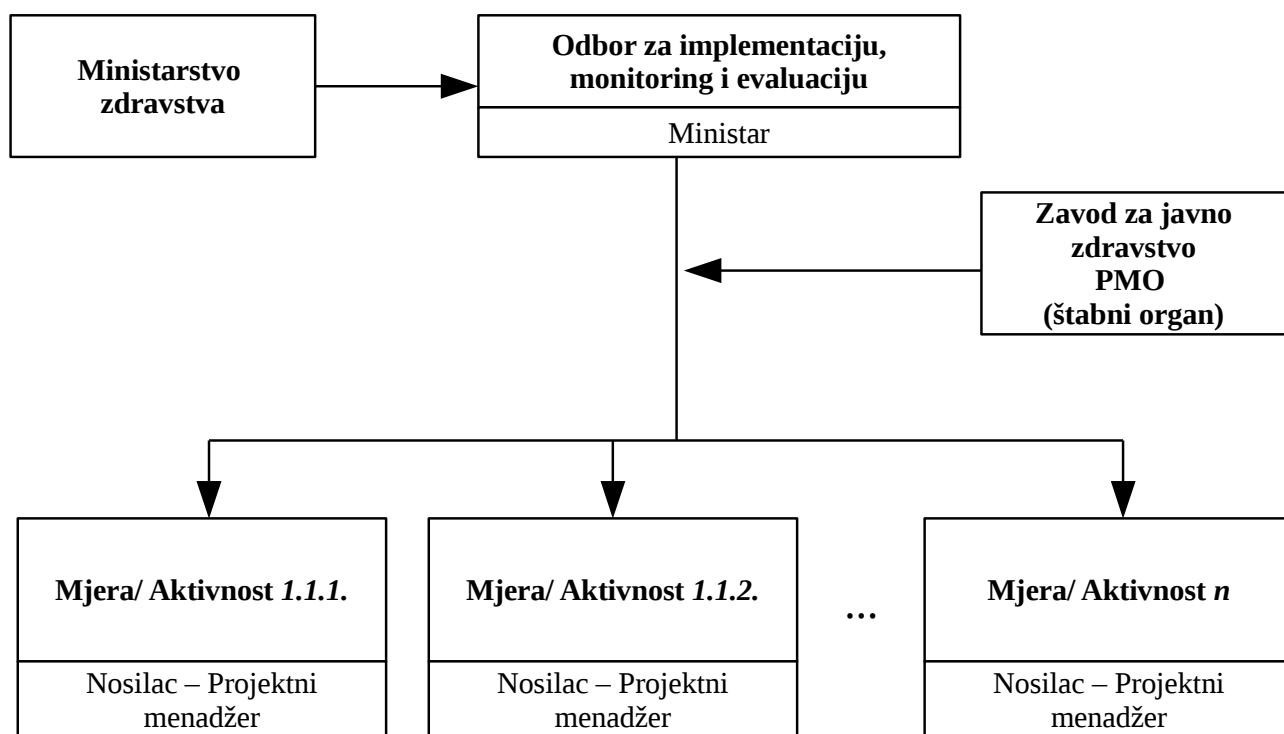 Ministarstvo
zdravstva
Odbor za implementaciju,
monitoring i evaluaciju
Ministar
Zavod za javno
zdravstvo
PMO
(štabni organ)
Mjera/ Aktivnost 1.1.1.
Nosilac – Projektni
menadžer
Mjera/ Aktivnost 1.1.2.
Nosilac – Projektni
menadžer
...
Mjera/ Aktivnost n
Nosilac – Projektni
menadžer